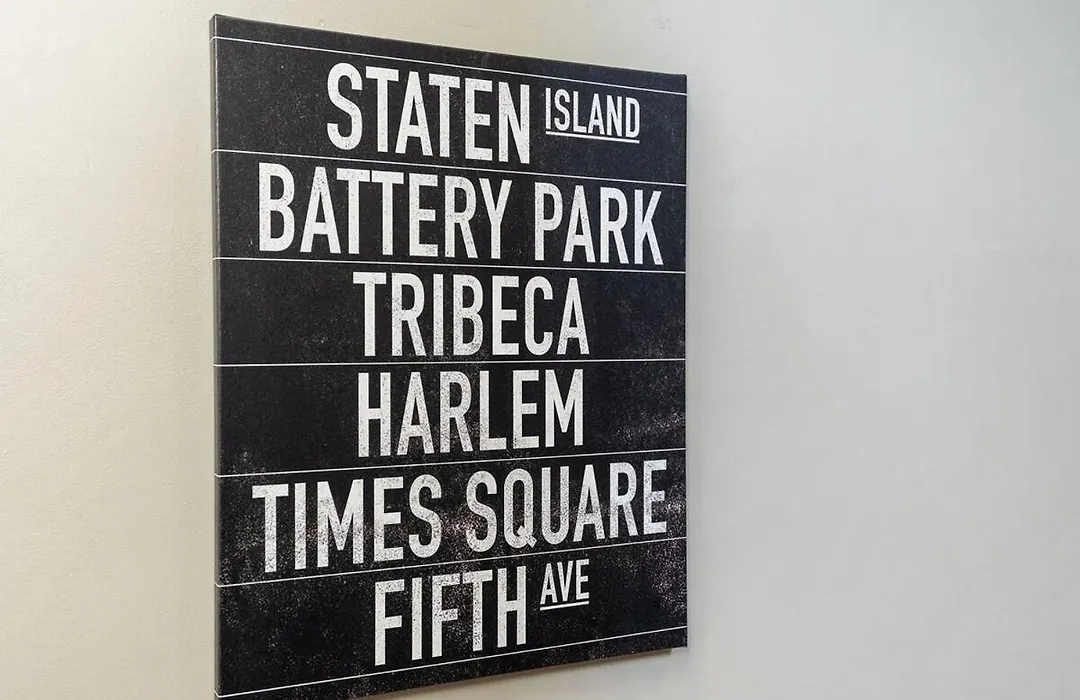 STATEN ISLAND
BATTERY PARK
TRIBECA
HARLEM
TIMES SQUARE
FIFTH AVE